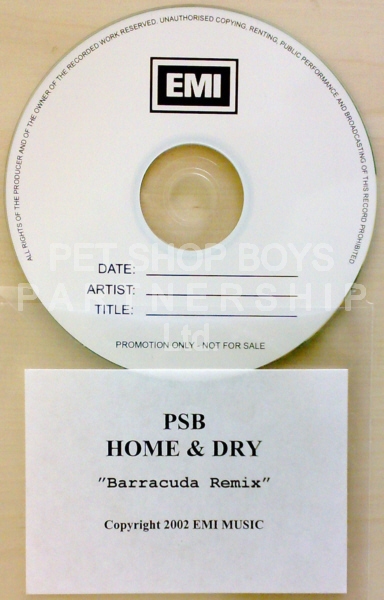 ALL RIGHTS OF THE PRODUCER AND OF THE OWNER OF THE RECORDED WORK RESERVED. UNAUTHORISED COPYING, RENTING, PUBLIC PERFORMANCE AND BROADCASTING OF THIS RECORD PROHIBITED
EMI
PET SHOP BOYS
DATE:
ARTIST:
PARTNERSHIP
TITLE:
Ltd
PROMOTION ONLY - NOT FOR SALE
PSB
HOME & DRY
"Barracuda Remix"
Copyright 2002 EMI MUSIC